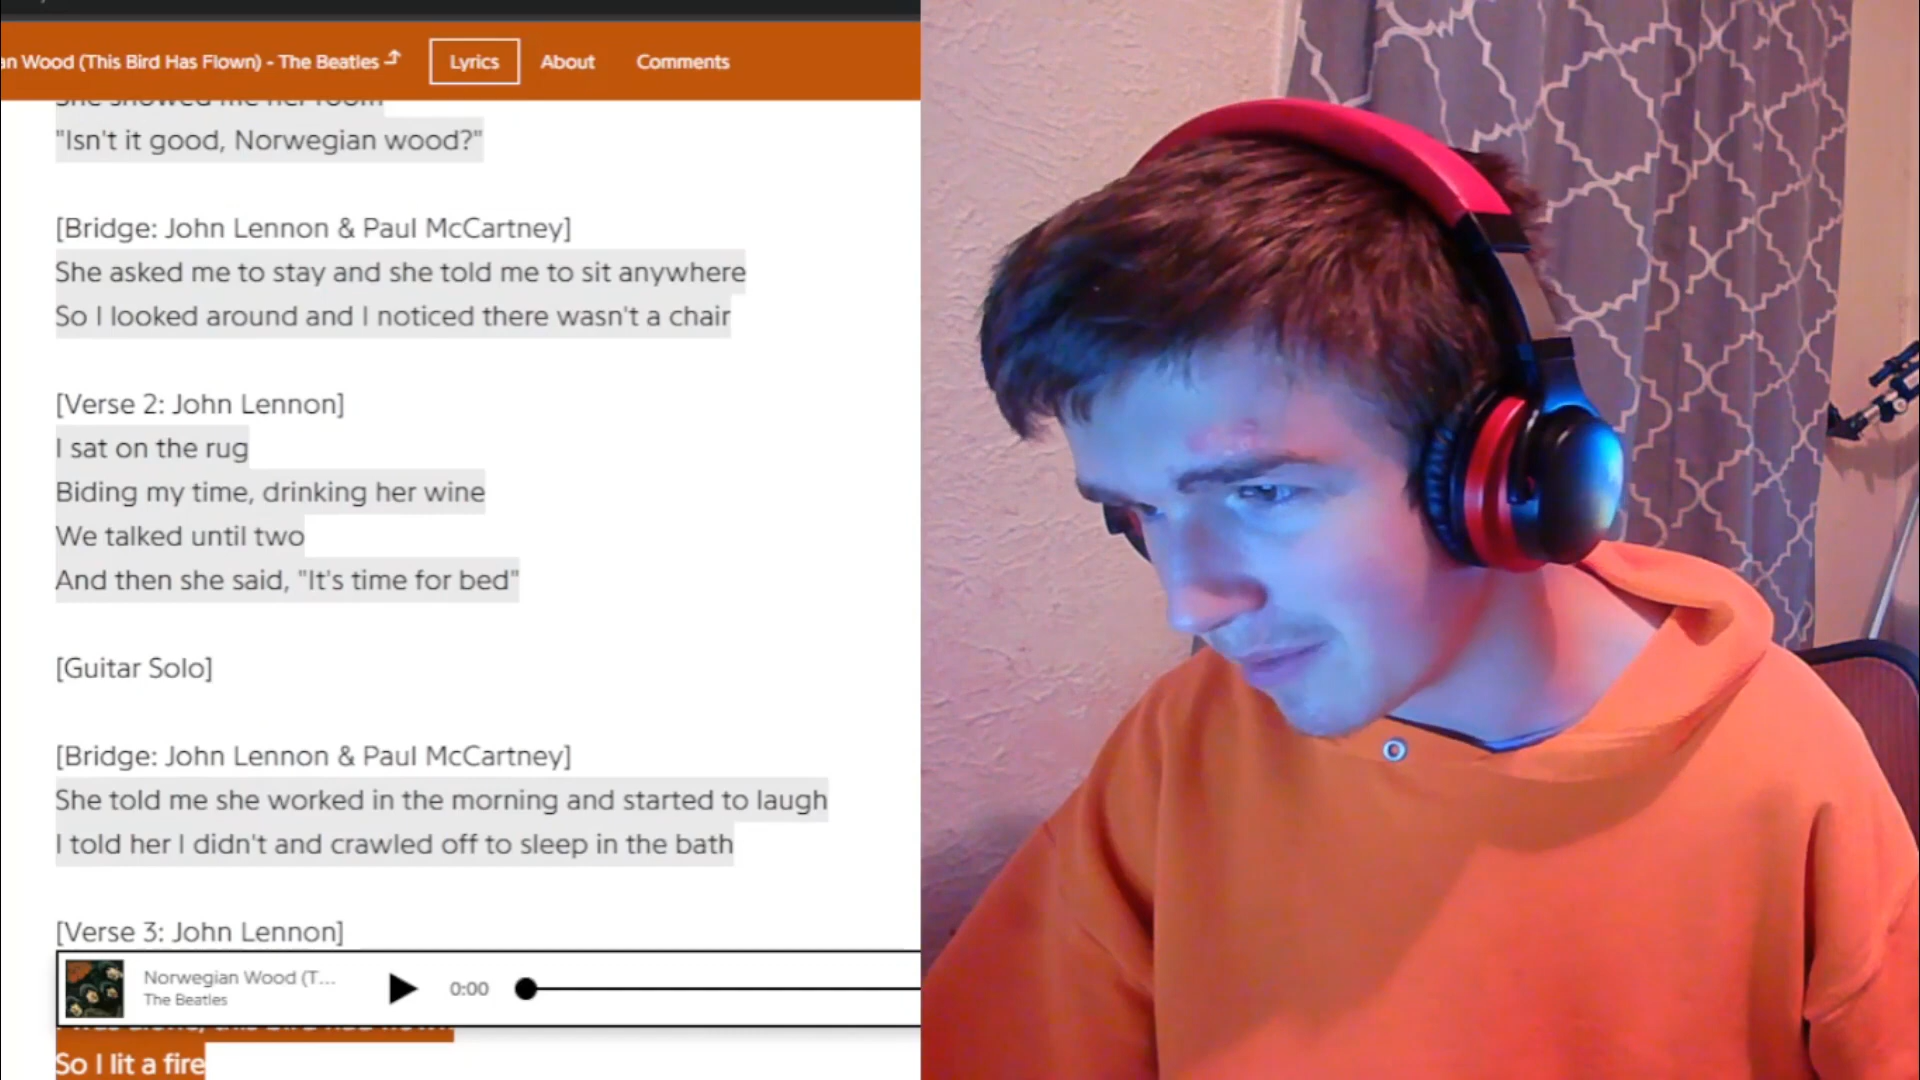 an Wood (This Bird Has Flown) - The Beatles
Lyrics
About
Comments
She showed me her room
"Isn't it good, Norwegian wood?"
[Bridge: John Lennon & Paul McCartney]
She asked me to stay and she told me to sit anywhere
So I looked around and I noticed there wasn't a chair
[Verse 2: John Lennon]
I sat on the rug
Biding my time, drinking her wine
We talked until two
And then she said, "It's time for bed"
[Guitar Solo]
[Bridge: John Lennon & Paul McCartney]
She told me she worked in the morning and started to laugh
I told her I didn't and crawled off to sleep in the bath
[Verse 3: John Lennon]
Norwegian Wood (T...
The Beatles
0:00
So I lit a fire